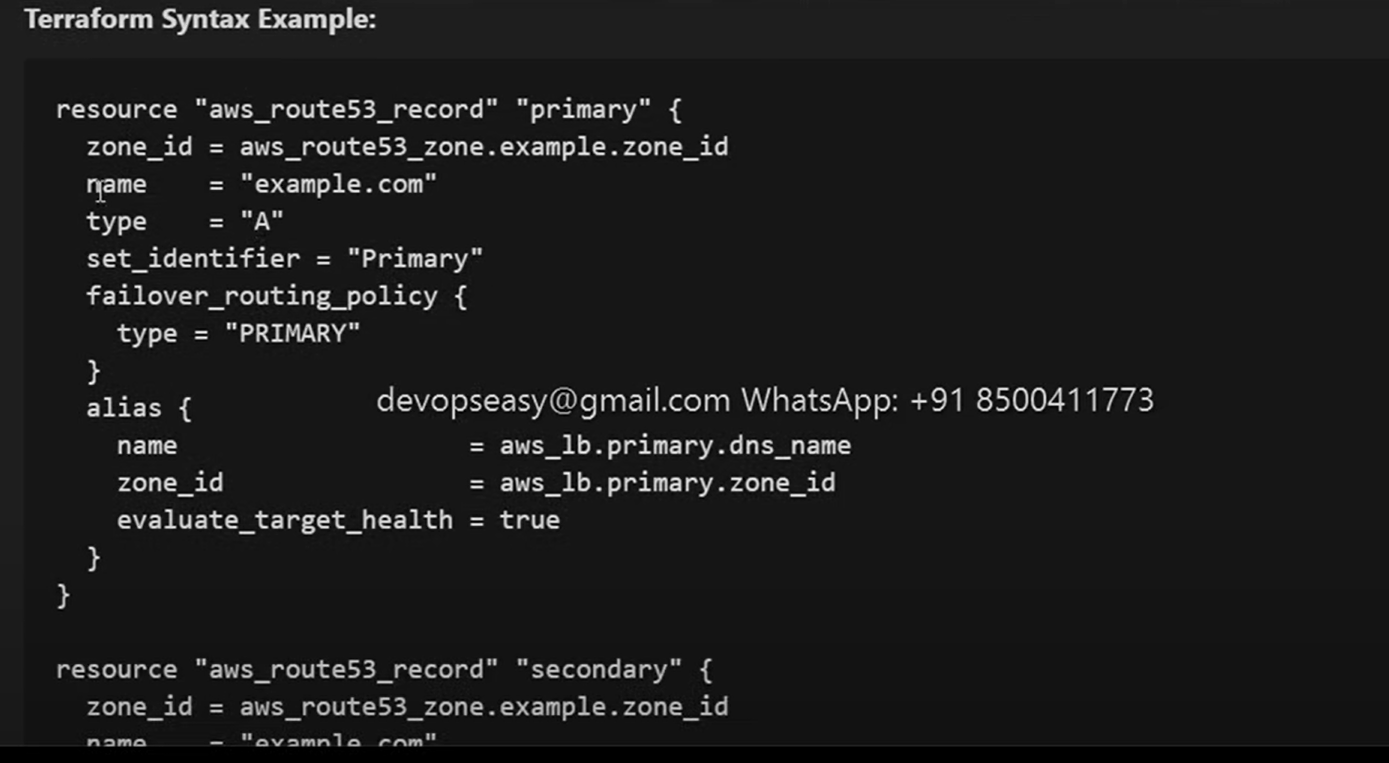 Terraform Syntax Example:
resource "aws_route53_record" "primary" {
zone_id = aws_route53_zone.example.zone_id
name = "example.com"
type = "A"
set_identifier = "Primary"
failover_routing_policy {
type = "PRIMARY"
}
alias {
devopseasy@gmail.com WhatsApp: +91 8500411773
name = aws_lb.primary.dns_name
zone_id = aws_lb.primary.zone_id
evaluate_target_health = true
}
}
resource "aws_route53_record" "secondary" {
zone_id = aws_route53_zone.example.zone_id
name = "example.com"